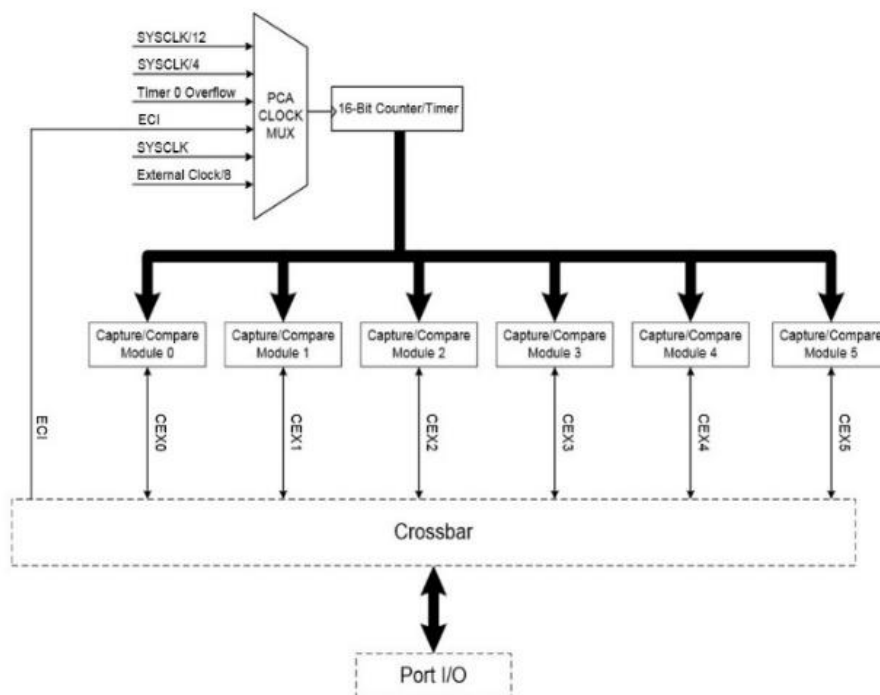 SYSCLK/12
SYSCLK/4
Timer 0 Overflow
ECI
SYSCLK
External Clock/8
PCA
CLOCK
MUX
16-Bit Counter/Timer
Capture/Compare
Module 0
Capture/Compare
Module 1
Capture/Compare
Module 2
Capture/Compare
Module 3
Capture/Compare
Module 4
Capture/Compare
Module 5
ECI
CEX0
CEX1
CEX2
CEX3
CEX4
CEX5
Crossbar
Port I/O